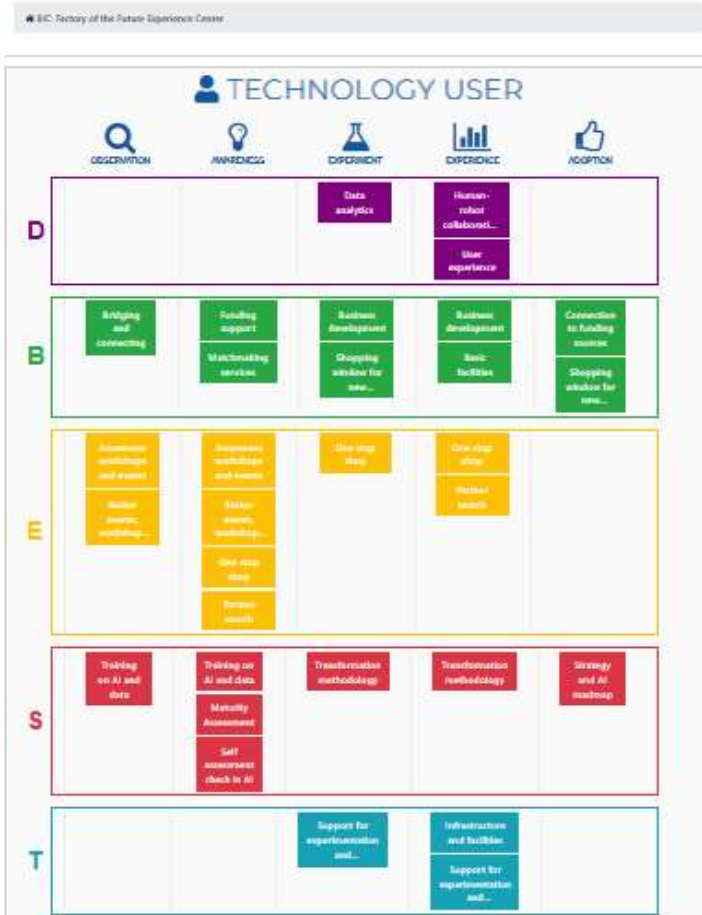 BIC: Factory of the Future Experience Center
TECHNOLOGY USER
OBSERVATION
AWARENESS
EXPERIMENT
EXPERIENCE
ADOPTION
D
Data
analytics
Human-
robot
collaborati...
User
experience
B
Bridging
and
connecting
Funding
support
Matchmaking
services
Business
development
Shopping
window for
new...
Business
development
Basic
facilities
Connection
to funding
sources
Shopping
window for
new...
E
Awareness
workshops
and events
events,
workshop...
Awareness
workshops
and events
events,
workshop...
One stop
shop
Partner
search
One stop
shop
One stop
shop
Partner
search
S
Training
on AI and
data
Training on
AI and data
Maturity
Assessment
Self
assessment
check in AI
Transformation
methodology
Transformation
methodology
Strategy
and AI
roadmap
T
Support for
experimentation
and...
Infrastructure
and facilities
Support for
experimentation
and...